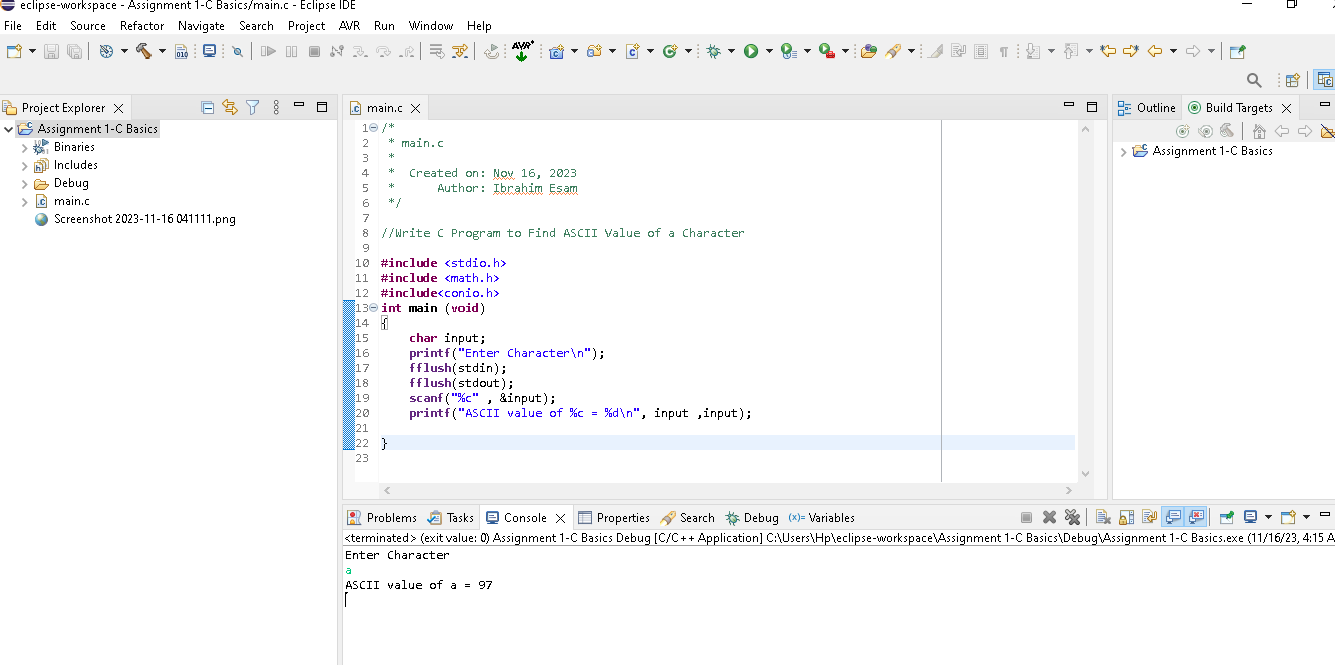 eclipse-workspace - Assignment 1-C Basics/main.c - Eclipse IDE
File Edit Source Refactor Navigate Search Project AVR Run Window Help
010 AVR
Project Explorer
Assignment 1-C Basics
Binaries
Includes
Debug
main.c
Screenshot 2023-11-16 041111.png
main.c
1 /*
2  * main.c
3  *
4  *  Created on: Nov 16, 2023
5  *      Author: Ibrahim Esam
6  */
7
8 //Write C Program to Find ASCII Value of a Character
9
10 #include <stdio.h>
11 #include <math.h>
12 #include<conio.h>
13 int main (void)
14 {
15     char input;
16     printf("Enter Character\n");
17     fflush(stdin);
18     fflush(stdout);
19     scanf("%c" , &input);
20     printf("ASCII value of %c = %d\n", input ,input);
21
22 }
23
Outline Build Targets
Assignment 1-C Basics
Problems Tasks Console Properties Search Debug (x)= Variables
<terminated> (exit value: 0) Assignment 1-C Basics Debug [C/C++ Application] C:\Users\Hp\eclipse-workspace\Assignment 1-C Basics\Debug\Assignment 1-C Basics.exe (11/16/23, 4:15 A
Enter Character
a
ASCII value of a = 97